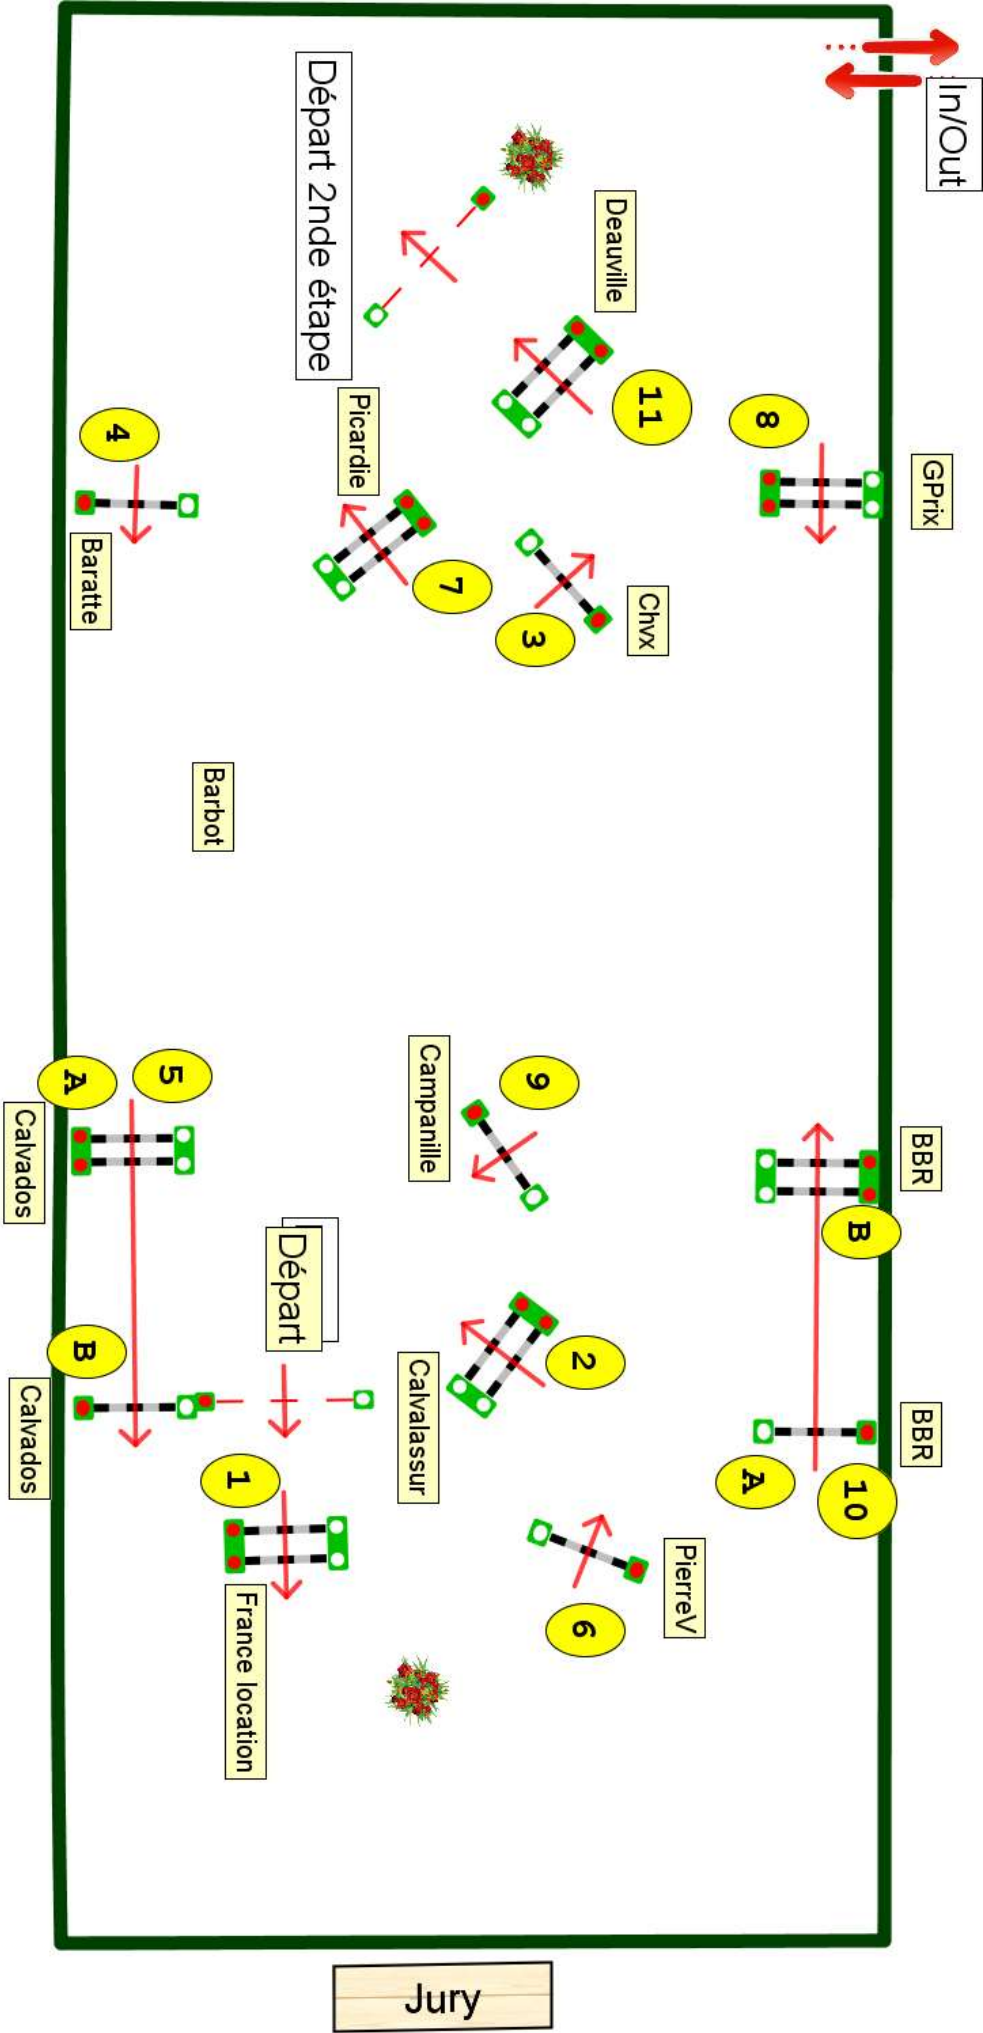 In/Out
Départ 2nde étape
Deauville
11
8
GPrix
Picardie
4
Baratte
7
3
Chvx
Barbot
Campanille
9
5
A
Calvados
BBR
B
Départ
2
Calvalassur
B
Calvados
BBR
A
10
1
France location
PierreV
6
Jury